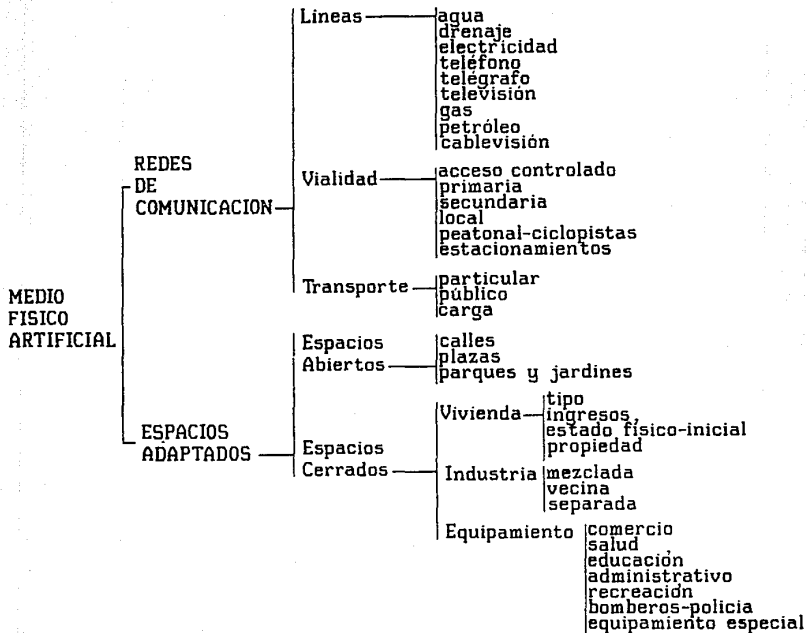 MEDIO
FISICO
ARTIFICIAL
REDES
DE
COMUNICACION
Lineas
agua
drenaje
electricidad
teléfono
telégrafo
televisión
gas
petróleo
cablevisión
Vialidad
acceso controlado
primaria
secundaria
local
peatonal-ciclopistas
estacionamientos
Transporte
particular
público
carga
ESPACIOS
ADAPTADOS
Espacios
Abiertos
calles
plazas
parques y jardines
Espacios
Cerrados
Vivienda
tipo
ingresos,
estado físico-inicial
propiedad
Industria
mezclada
vecina
separada
Equipamiento
comercio
salud
educación
administrativo
recreación
bomberos-policia
equipamiento especial